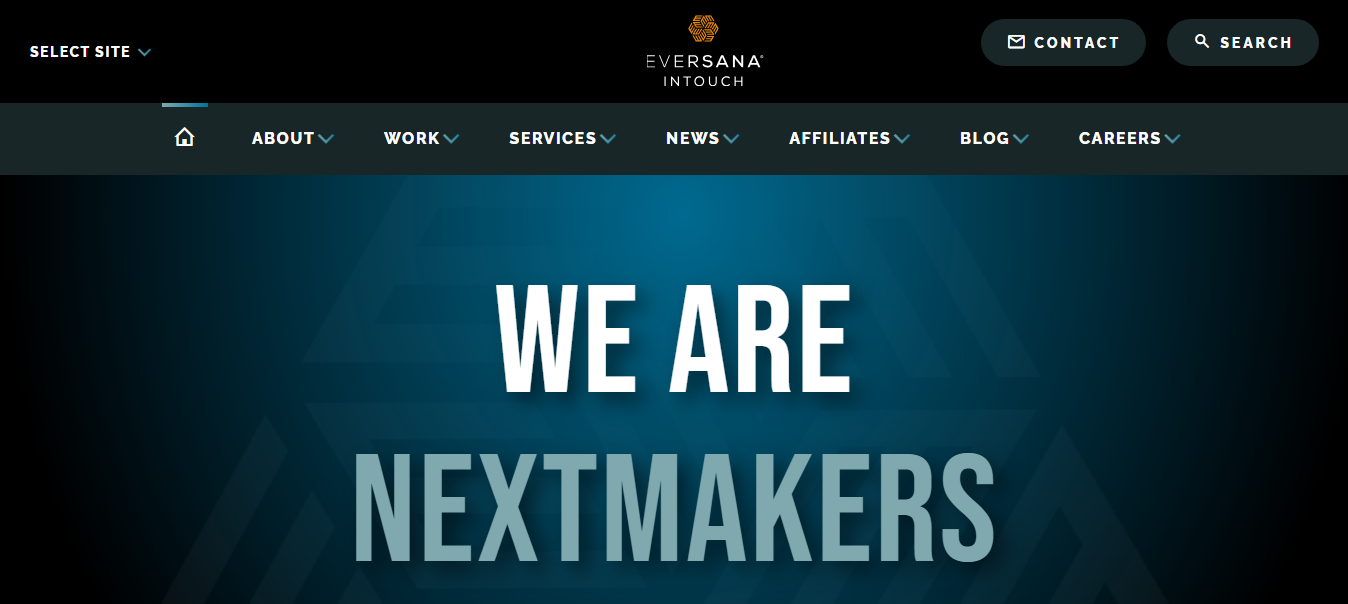 SELECT SITE
EVERSANA®
INTOUCH
CONTACT
SEARCH
ABOUT
WORK
SERVICES
NEWS
AFFILIATES
BLOG
CAREERS
WE ARE
NEXTMAKERS